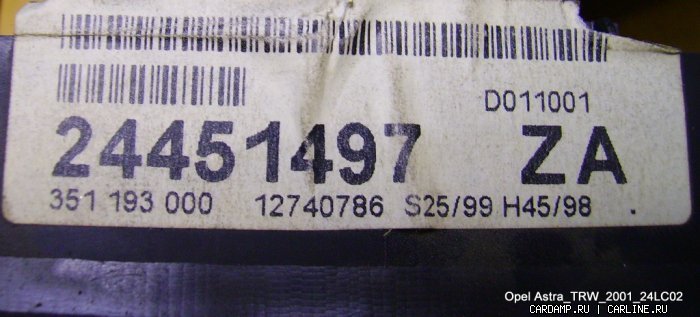 D011001
24451497 ZA
351 193 000 12740786 S25/99 H45/98 .
Opel Astra_TRW_2001_24LC02
CARDAMP.RU | CARLINE.RU